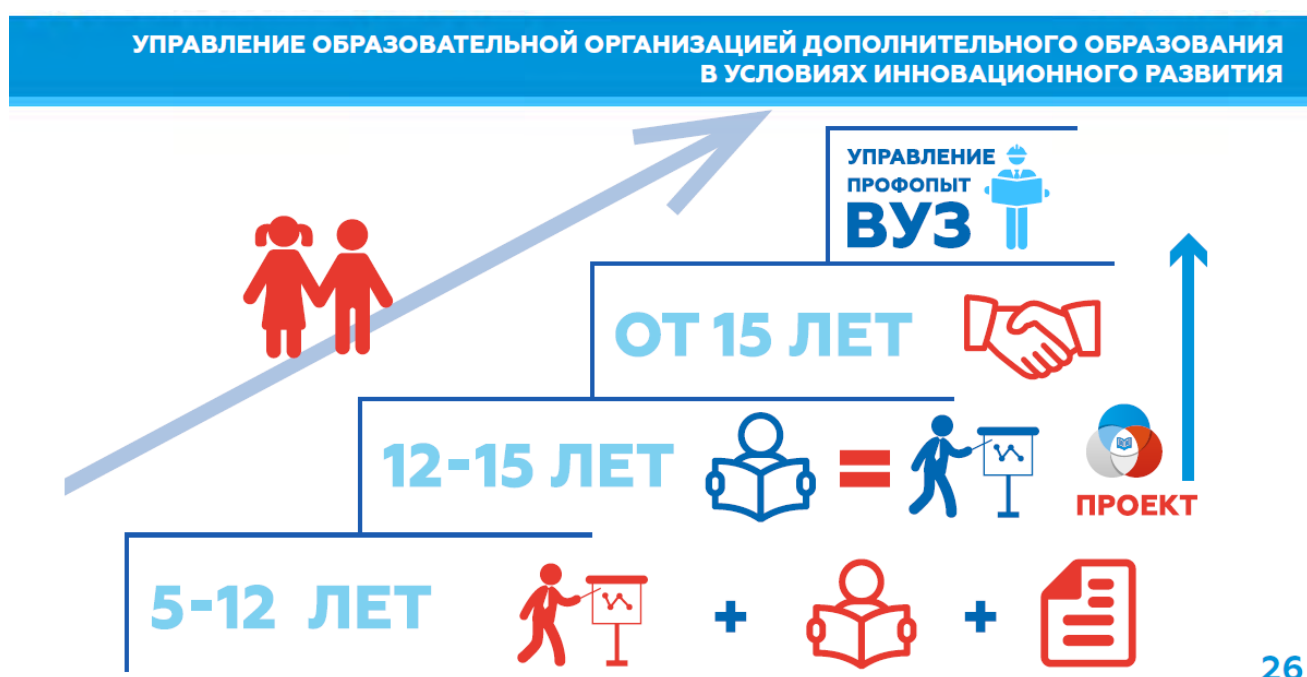 УПРАВЛЕНИЕ ОБРАЗОВАТЕЛЬНОЙ ОРГАНИЗАЦИЕЙ ДОПОЛНИТЕЛЬНОГО ОБРАЗОВАНИЯ
В УСЛОВИЯХ ИННОВАЦИОННОГО РАЗВИТИЯ
УПРАВЛЕНИЕ
ПРОФОПЫТ
ВУЗ
ОТ 15 ЛЕТ
12-15 ЛЕТ
=
ПРОЕКТ
5-12 ЛЕТ
+
+
26